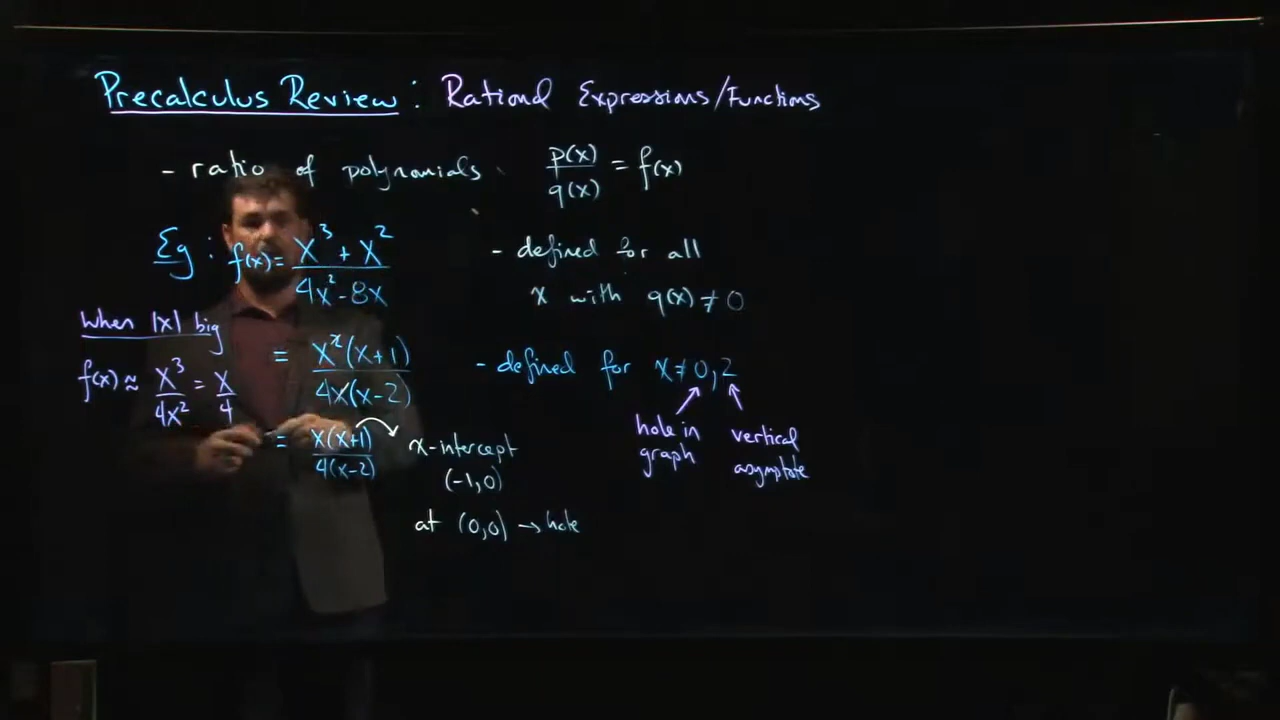 Precalculus Review: Rational Expressions/Functions
- ratio of polynomials p(x)/q(x) = f(x)
Eg: f(x) = (x³ + x²)/(4x² - 8x)
- defined for all
x with q(x) ≠ 0
When |x| big
f(x) ≈ x³/4x² = x/4
= x²(x+1)/4x(x-2)
- defined for x ≠ 0, 2
hole in
graph
vertical
asymptote
= x(x+1)/4(x-2)
x-intercept
(-1,0)
at (0,0) → hole